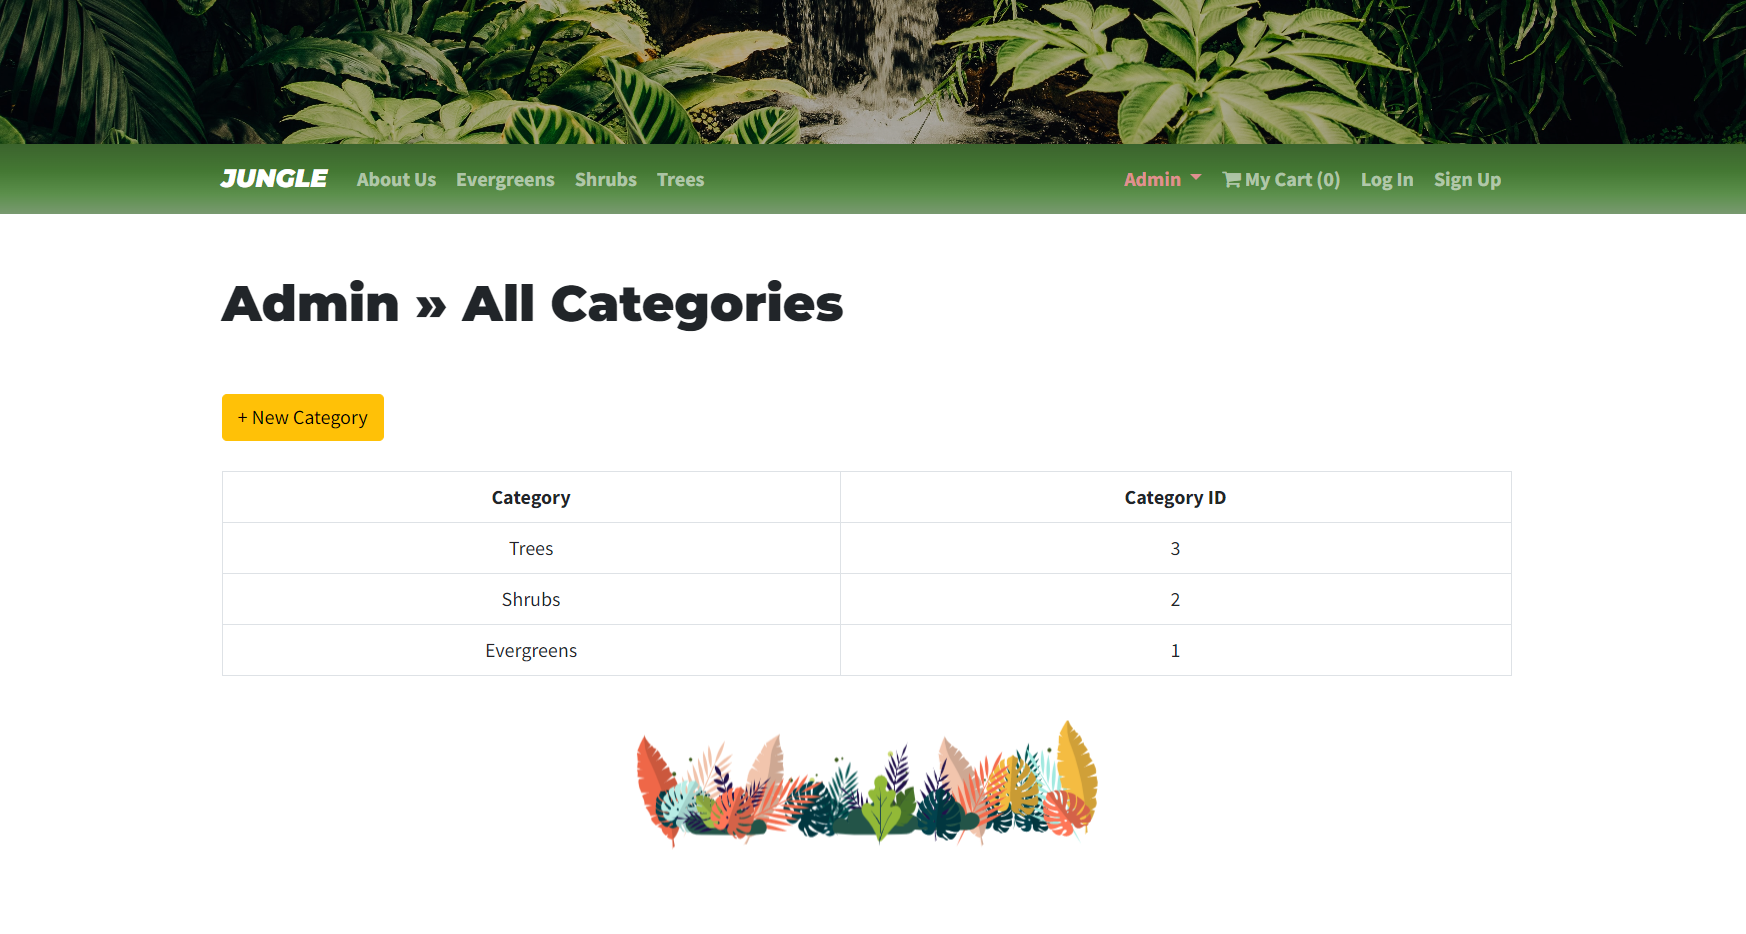 JUNGLE About Us Evergreens Shrubs Trees Admin My Cart (0) Log In Sign Up
Admin » All Categories
+ New Category
Category Category ID
Trees 3
Shrubs 2
Evergreens 1